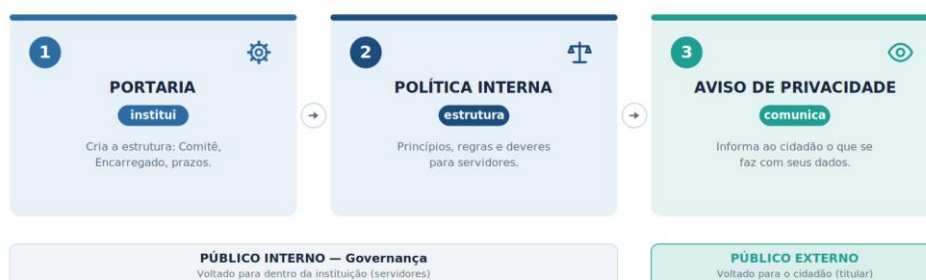 1
PORTARIA
institui
Cria a estrutura: Comitê,
Encarregado, prazos.
2
POLÍTICA INTERNA
estrutura
Princípios, regras e deveres
para servidores.
3
AVISO DE PRIVACIDADE
comunica
Informa ao cidadão o que se
faz com seus dados.
PÚBLICO INTERNO — Governança
Voltado para dentro da instituição (servidores)
PÚBLICO EXTERNO
Voltado para o cidadão (titular)